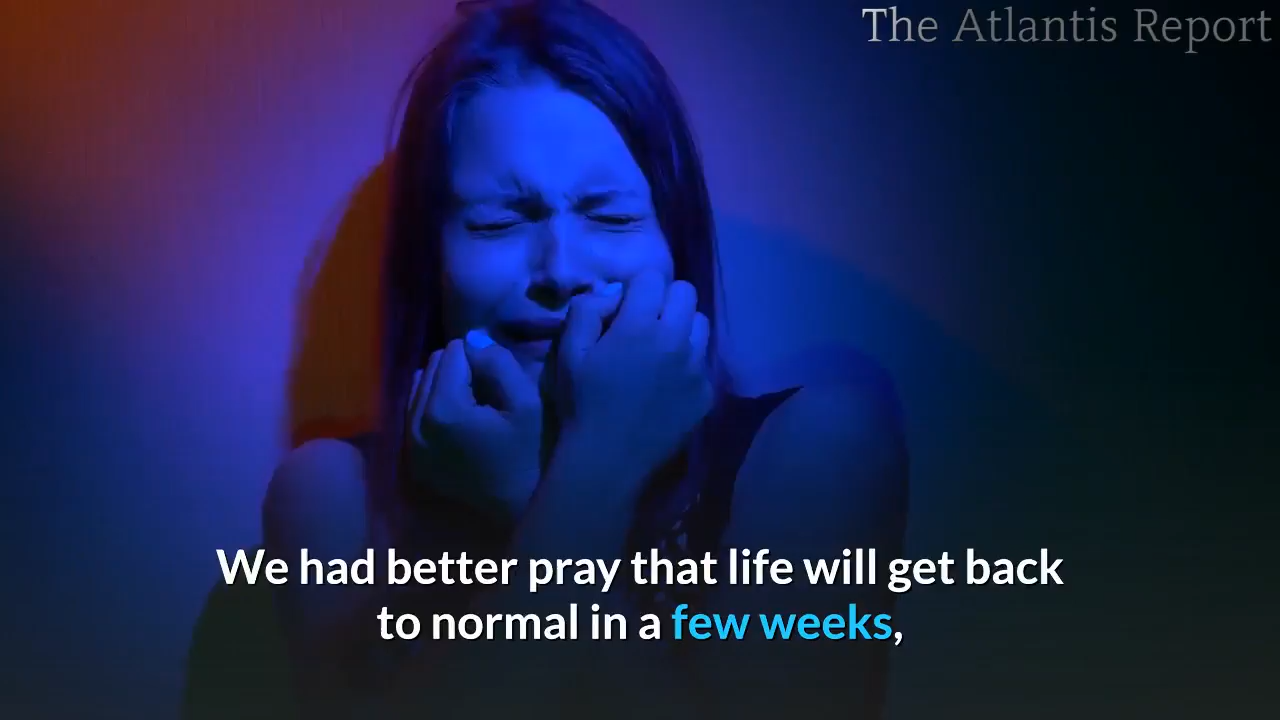 The Atlantis Report
We had better pray that life will get back
to normal in a few weeks,